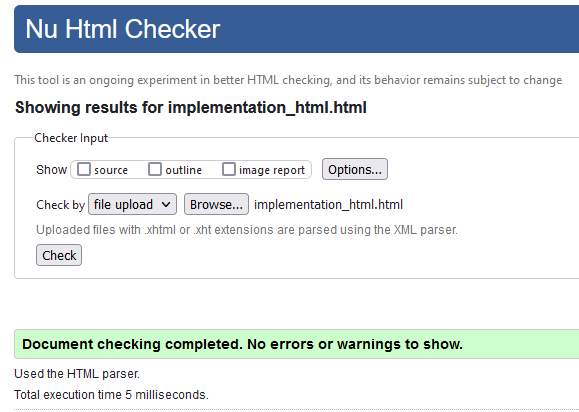 Nu Html Checker
This tool is an ongoing experiment in better HTML checking, and its behavior remains subject to change
Showing results for implementation_html.html
Checker Input
Show source outline image report Options...
Check by file upload Browse... implementation_html.html
Uploaded files with .xhtml or .xht extensions are parsed using the XML parser.
Check
Document checking completed. No errors or warnings to show.
Used the HTML parser.
Total execution time 5 milliseconds.